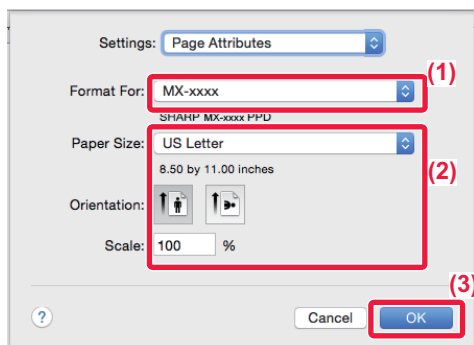 Settings: Page Attributes
(1)
Format For: MX-xxxx
SHARP MX-xxxx PPD
Paper Size: US Letter
8.50 by 11.00 inches
(2)
Orientation:
Scale: 100 %
(3)
? Cancel OK